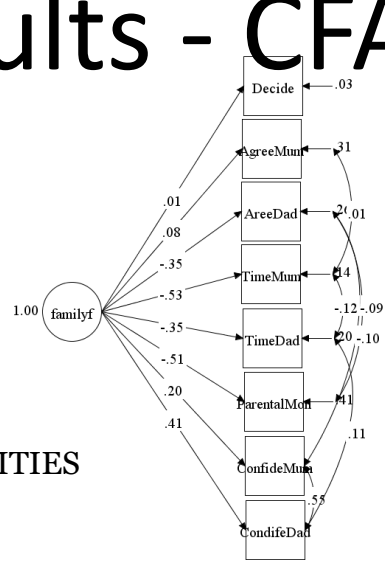 ults - CFA
Decide
.03
AgreeMum
.31
.01
.08
AreeDad
.01
-.35
TimeMum
-.53
1.00
familyf
-.12
-.09
-.35
TimeDad
.20
-.10
-.51
.20
ParentalMon
.41
.41
.11
ITIES
ConfideMum
.55
CondifeDad